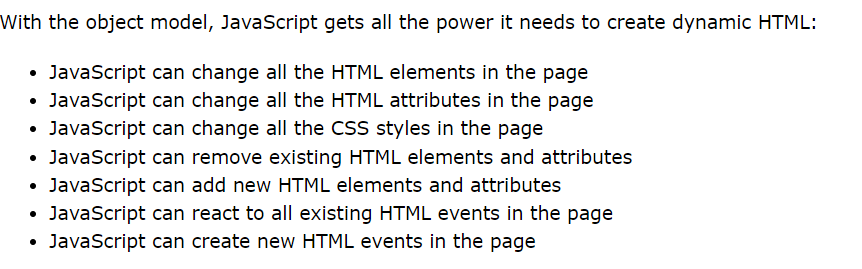 With the object model, JavaScript gets all the power it needs to create dynamic HTML:
• JavaScript can change all the HTML elements in the page
• JavaScript can change all the HTML attributes in the page
• JavaScript can change all the CSS styles in the page
• JavaScript can remove existing HTML elements and attributes
• JavaScript can add new HTML elements and attributes
• JavaScript can react to all existing HTML events in the page
• JavaScript can create new HTML events in the page